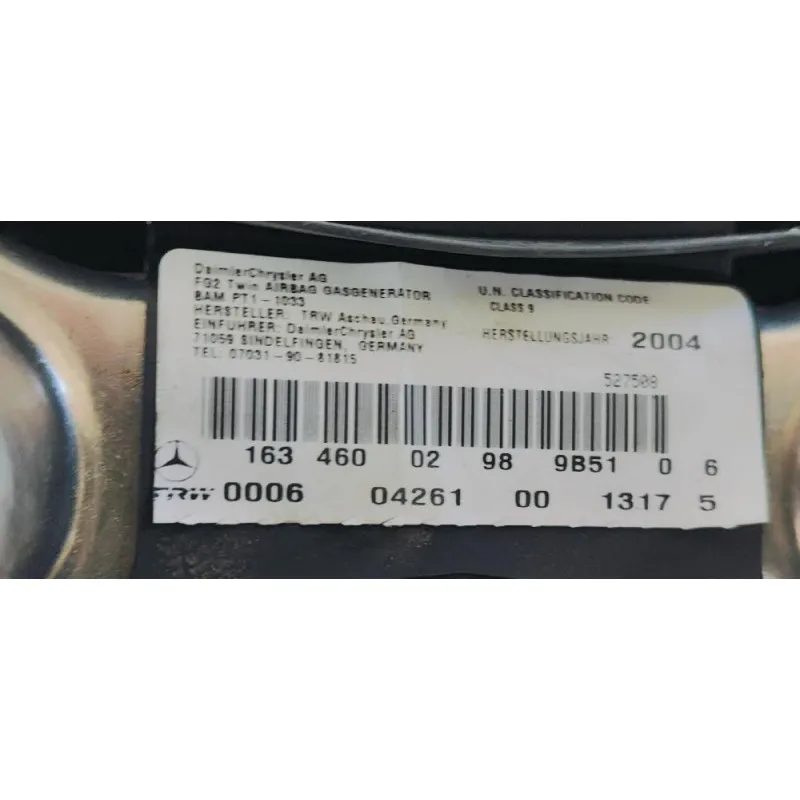 DaimlerChrysler AG
FG2 Twin AIRBAG GASGENERATOR
BAM PT1-1033
HERSTELLER: TRW Aschau,Germany
EINFUHRER: DaimlerChrysler AG
71059 SINDELFINGEN, GERMANY
TEL: 07031-90-81815
U.N. CLASSIFICATION CODE
CLASS 9
HERSTELLUNGSJAHR 2004
527508
163 460 02 98 9B51 0 6
TRW 0006 04261 00 1317 5